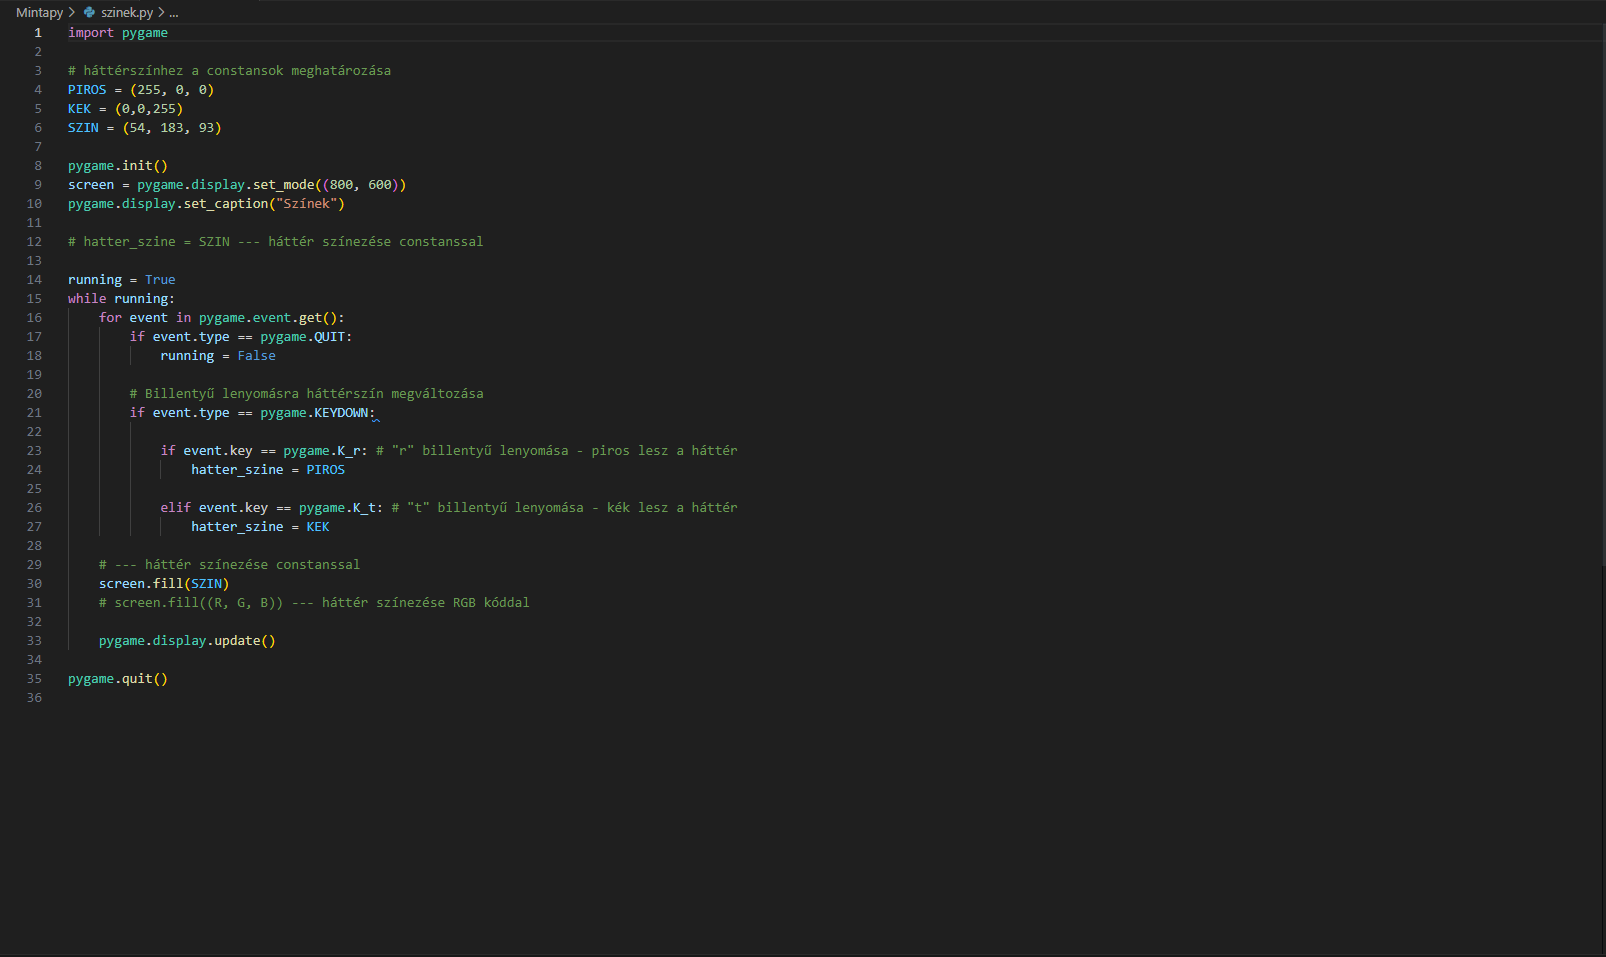 Mintapy > szinek.py > ...
1 import pygame
2
3 # háttérszínhez a constansok meghatározása
4 PIROS = (255, 0, 0)
5 KEK = (0,0,255)
6 SZIN = (54, 183, 93)
7
8 pygame.init()
9 screen = pygame.display.set_mode((800, 600))
10 pygame.display.set_caption("Színek")
11
12 # hatter_szine = SZIN --- háttér színezése constanssal
13
14 running = True
15 while running:
16     for event in pygame.event.get():
17         if event.type == pygame.QUIT:
18             running = False
19
20         # Billentyű lenyomásra háttérszín megváltozása
21         if event.type == pygame.KEYDOWN:
22
23             if event.key == pygame.K_r: # "r" billentyű lenyomása - piros lesz a háttér
24                 hatter_szine = PIROS
25
26             elif event.key == pygame.K_t: # "t" billentyű lenyomása - kék lesz a háttér
27                 hatter_szine = KEK
28
29     # --- háttér színezése constanssal
30     screen.fill(SZIN)
31     # screen.fill((R, G, B)) --- háttér színezése RGB kóddal
32
33     pygame.display.update()
34
35 pygame.quit()
36